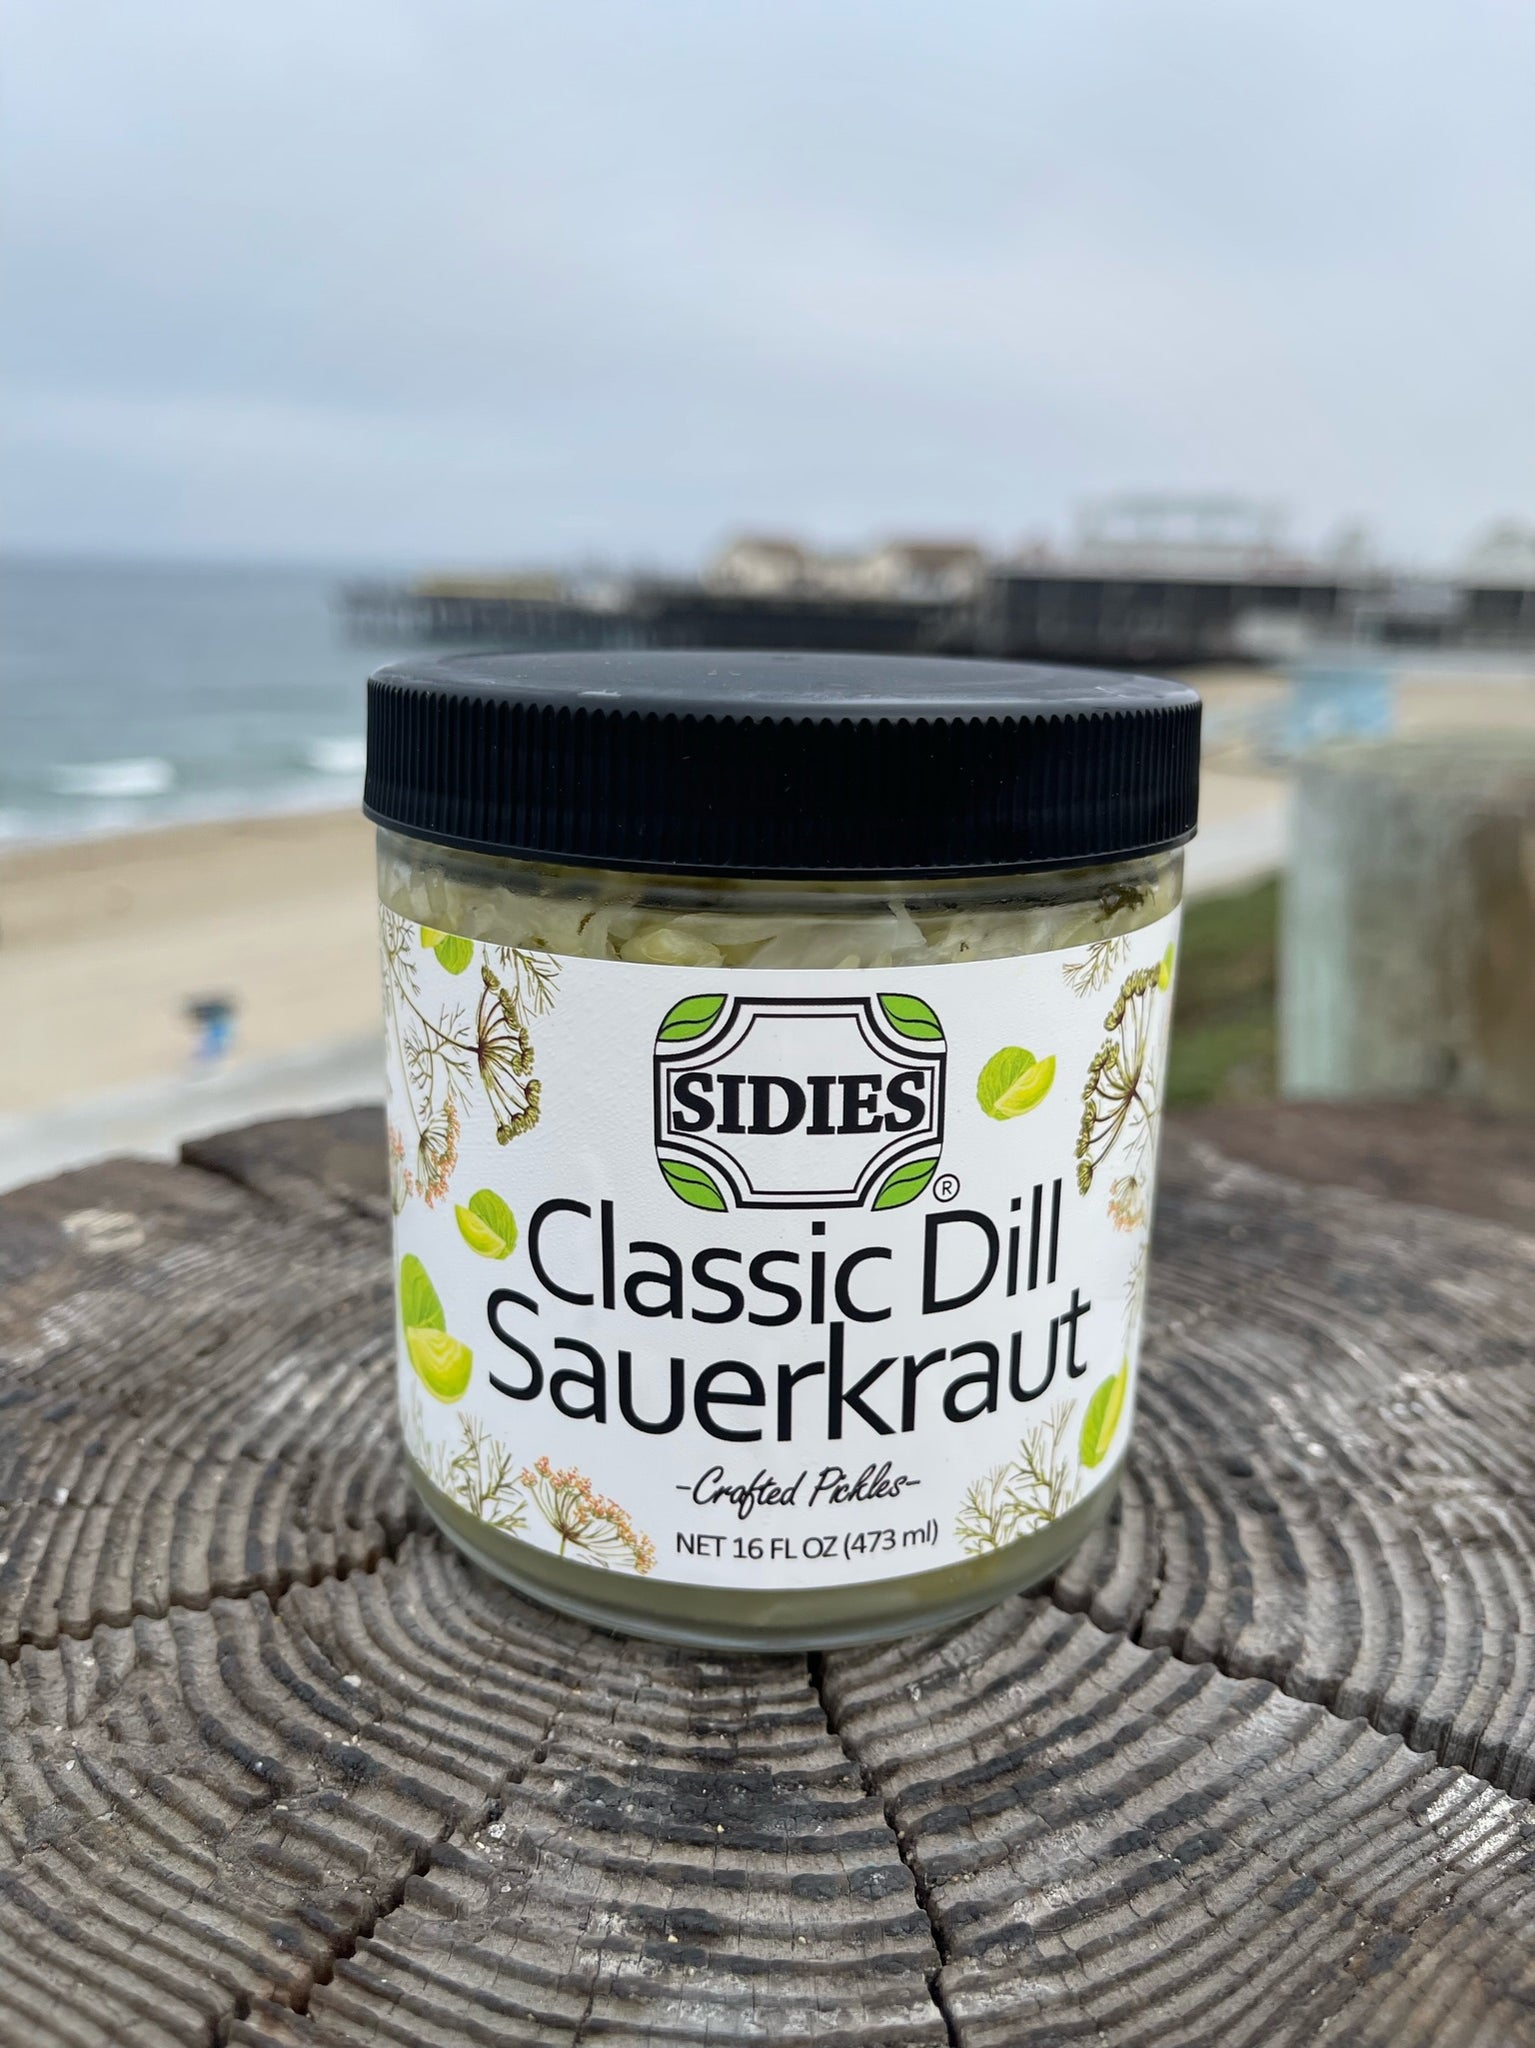 SIDIES
®
Classic Dill
Sauerkraut
-Crafted Pickles-
NET 16 FL OZ (473 ml)